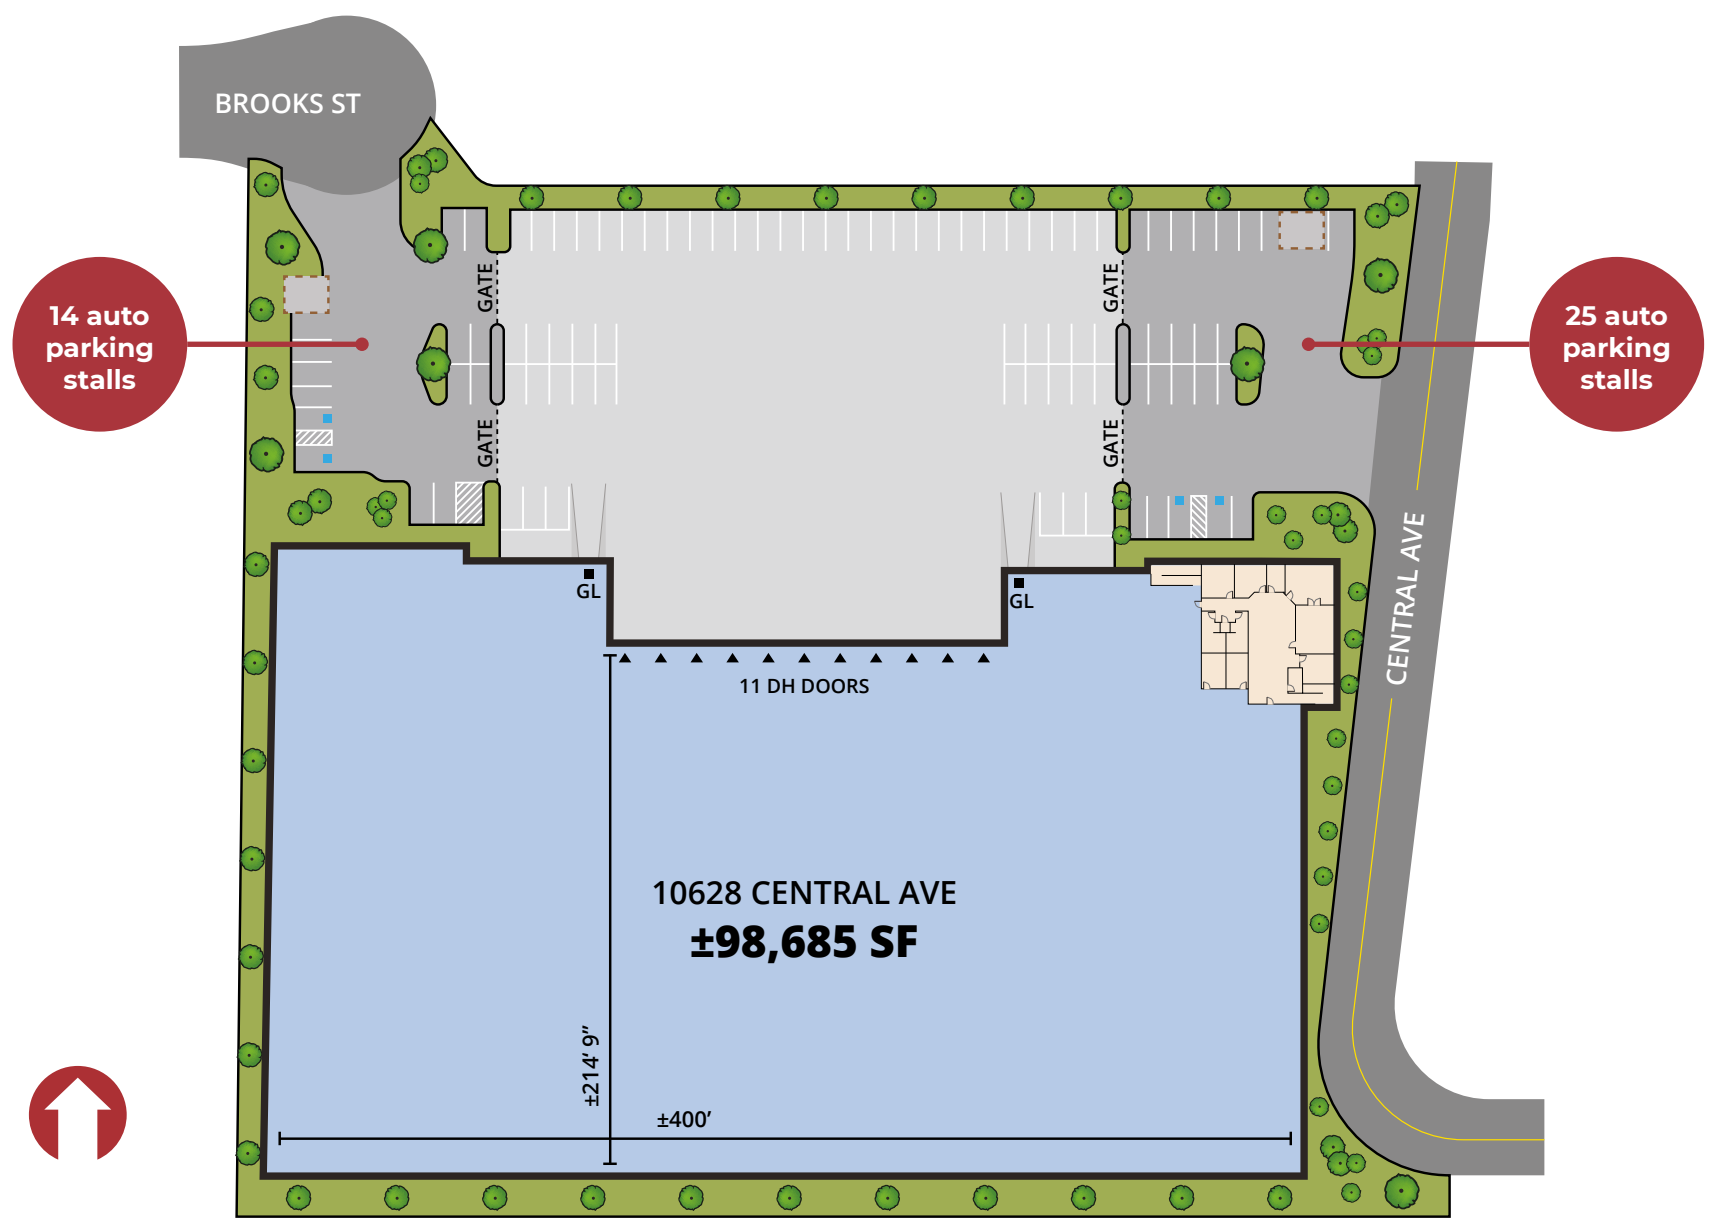 BROOKS ST
14 auto
parking
stalls
GATE
GATE
GATE
GATE
25 auto
parking
stalls
CENTRAL AVE
GL
GL
11 DH DOORS
10628 CENTRAL AVE
±98,685 SF
±214‘ 9”
±400’